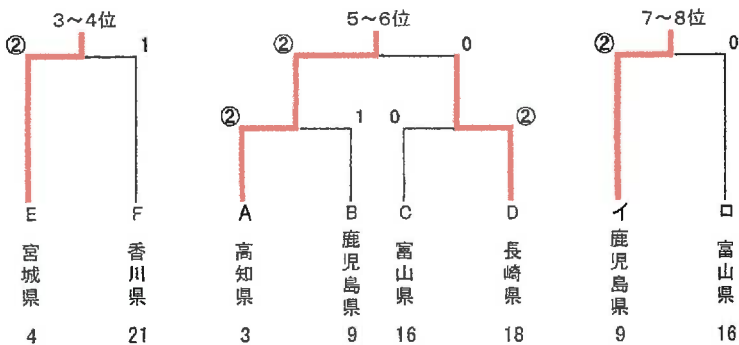 3～4位 5～6位 7～8位
② 1 ② 0 ② 0
② 1 0 ②
E F A B C D イ ロ
宮城県 香川県 高知県 鹿児島県 富山県 長崎県 鹿児島県 富山県
4 21 3 9 16 18 9 16